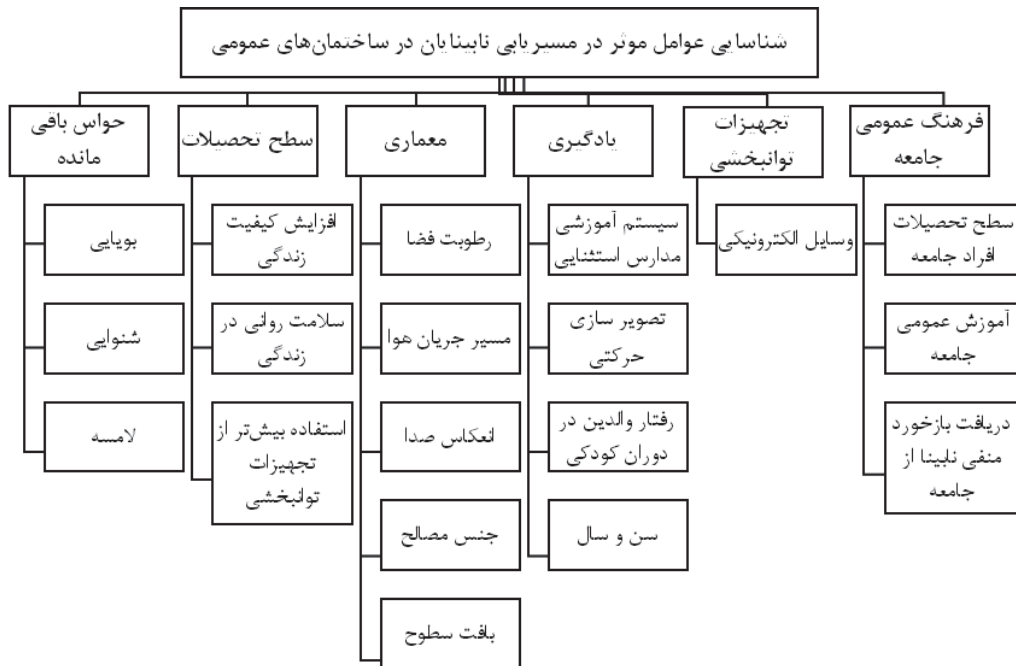 شناسایی عوامل موثر در مسیریابی نابینایان در ساختمان‌های عمومی
فرهنگ عمومی
جامعه
سطح تحصیلات
افراد جامعه
آموزش عمومی
جامعه
دریافت بازخورد
منفی نابینا از
جامعه
تجهیزات
توانبخشی
وسایل الکترونیکی
یادگیری
سیستم آموزشی
مدارس استثنایی
تصویر سازی
حرکتی
رفتار والدین در
دوران کودکی
سن و سال
معماری
رطوبت فضا
مسیر جریان هوا
انعکاس صدا
جنس مصالح
بافت سطوح
سطح تحصیلات
افزایش کیفیت
زندگی
سلامت روانی در
زندگی
استفاده بیش‌تر از
تجهیزات
توانبخشی
حواس باقی
مانده
بویایی
شنوایی
لامسه